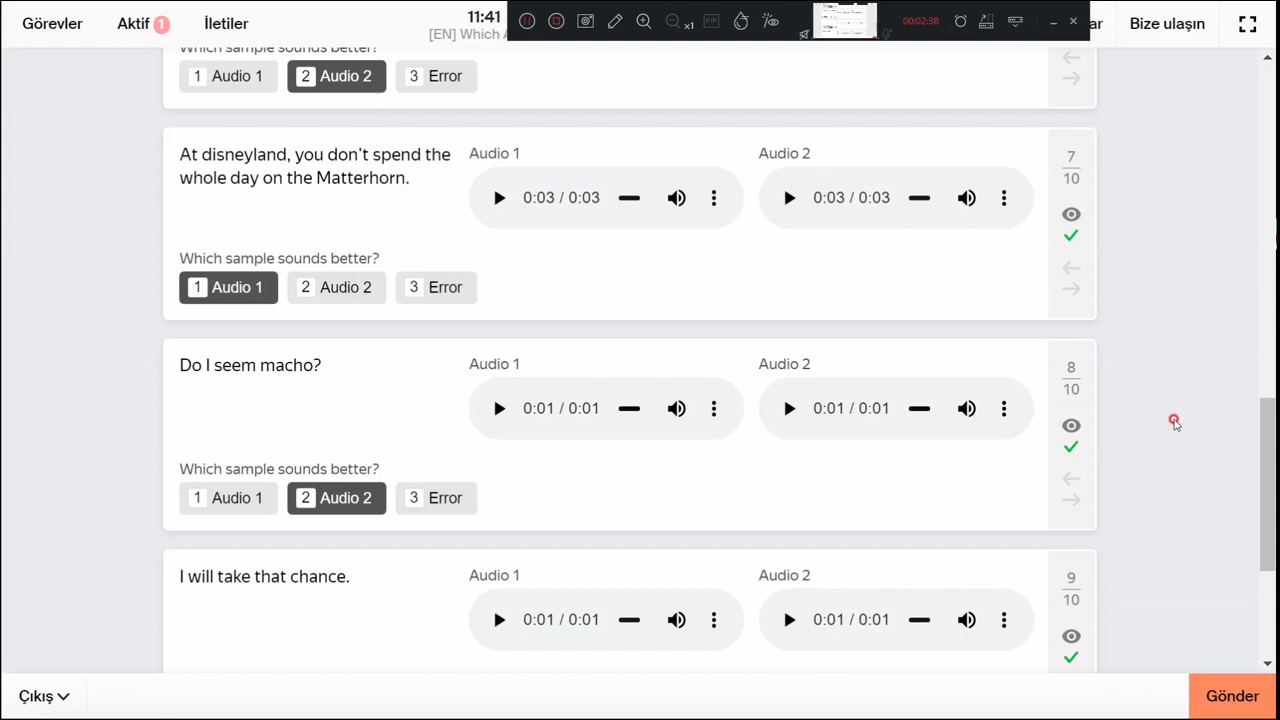 Görevler Aktif 1 İletiler 11:41 x1 PIP 00:02:38 ar Bize ulaşın
[EN] Which A
Which sample sounds better?
1 Audio 1 2 Audio 2 3 Error
At disneyland, you don't spend the
whole day on the Matterhorn.
Audio 1 Audio 2
0:03 / 0:03 0:03 / 0:03
7
10
Which sample sounds better?
1 Audio 1 2 Audio 2 3 Error
Do I seem macho?
Audio 1 Audio 2
0:01 / 0:01 0:01 / 0:01
8
10
Which sample sounds better?
1 Audio 1 2 Audio 2 3 Error
I will take that chance.
Audio 1 Audio 2
0:01 / 0:01 0:01 / 0:01
9
10
Çıkış Gönder